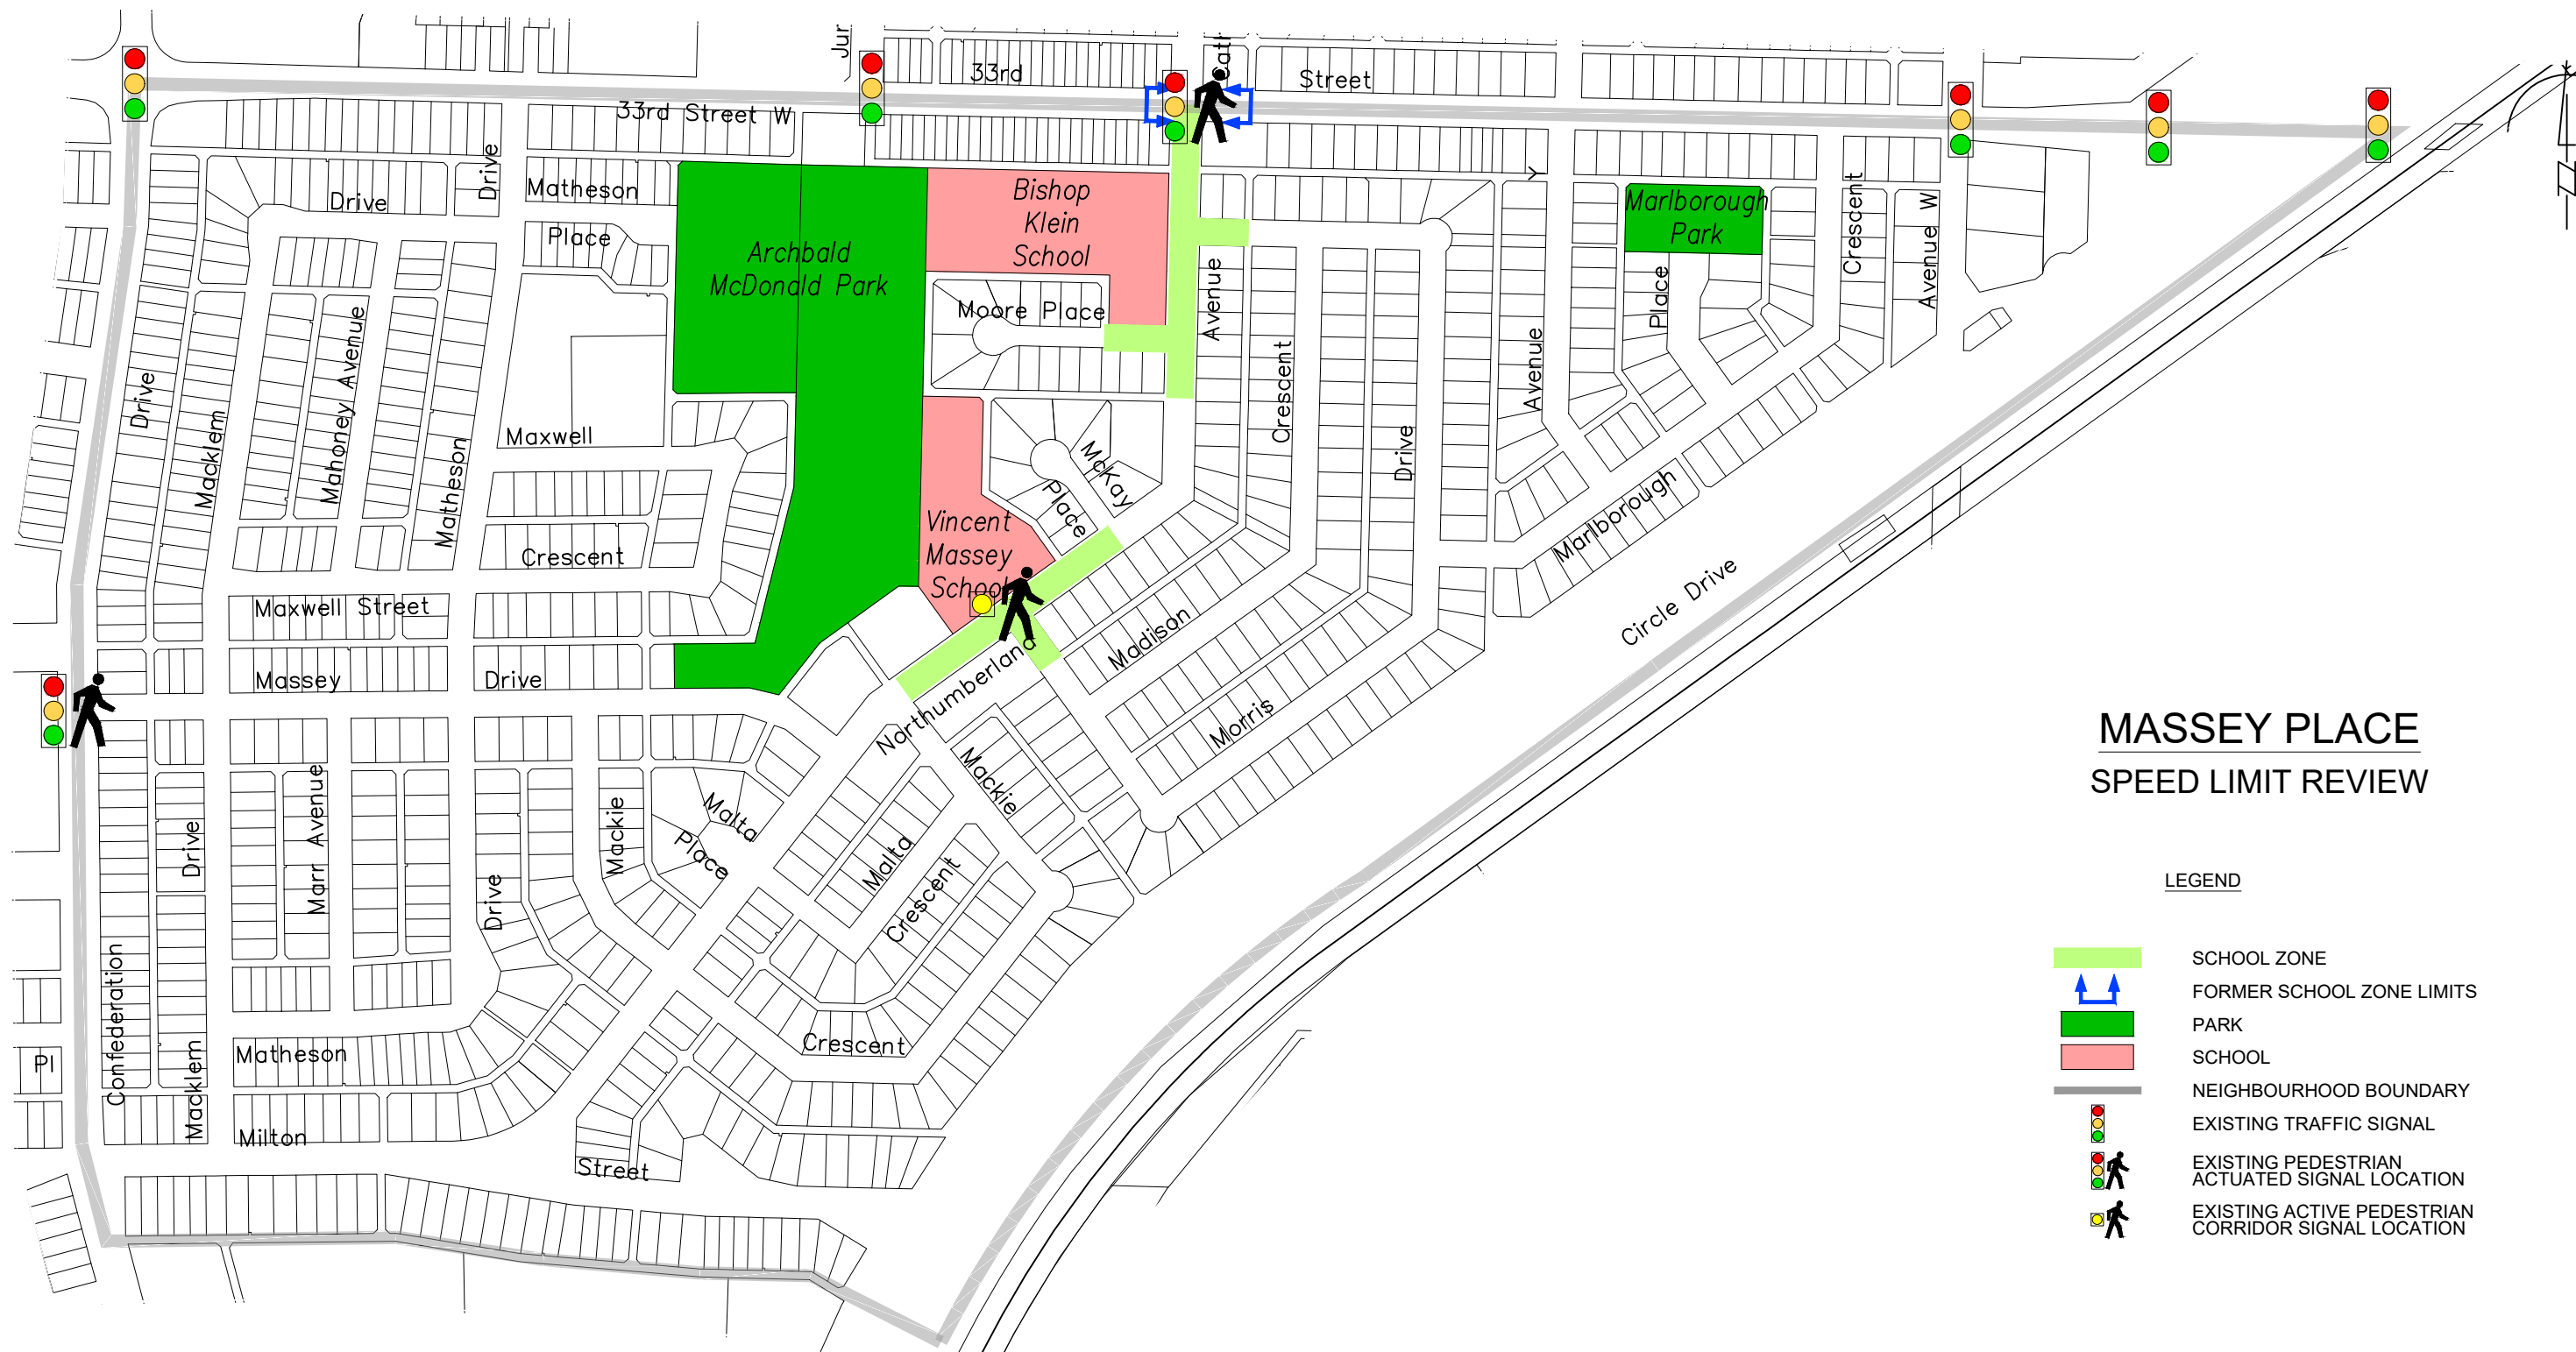 Jur
33rd
Cath
Street
33rd Street W
Drive
Matheson
Drive
Place
Archbald
McDonald Park
Bishop
Klein
School
Moore Place
Avenue
Crescent
Drive
Y
Avenue
Marlborough
Park
Place
Crescent
Avenue W
Drive
Macklem
Mahoney Avenue
Matheson
Maxwell
Crescent
McKay
Place
Vincent
Massey
School
Marlborough
Circle Drive
Maxwell Street
Massey
Drive
Northumberland
Madison
Morris
Mackie
Malta
Place
Mackie
Malta
Crescent
Drive
Marr Avenue
Drive
Confederation
Macklem
Matheson
Crescent
Pl
Milton
Street
MASSEY PLACE
SPEED LIMIT REVIEW
LEGEND
SCHOOL ZONE
FORMER SCHOOL ZONE LIMITS
PARK
SCHOOL
NEIGHBOURHOOD BOUNDARY
EXISTING TRAFFIC SIGNAL
EXISTING PEDESTRIAN
ACTUATED SIGNAL LOCATION
EXISTING ACTIVE PEDESTRIAN
CORRIDOR SIGNAL LOCATION